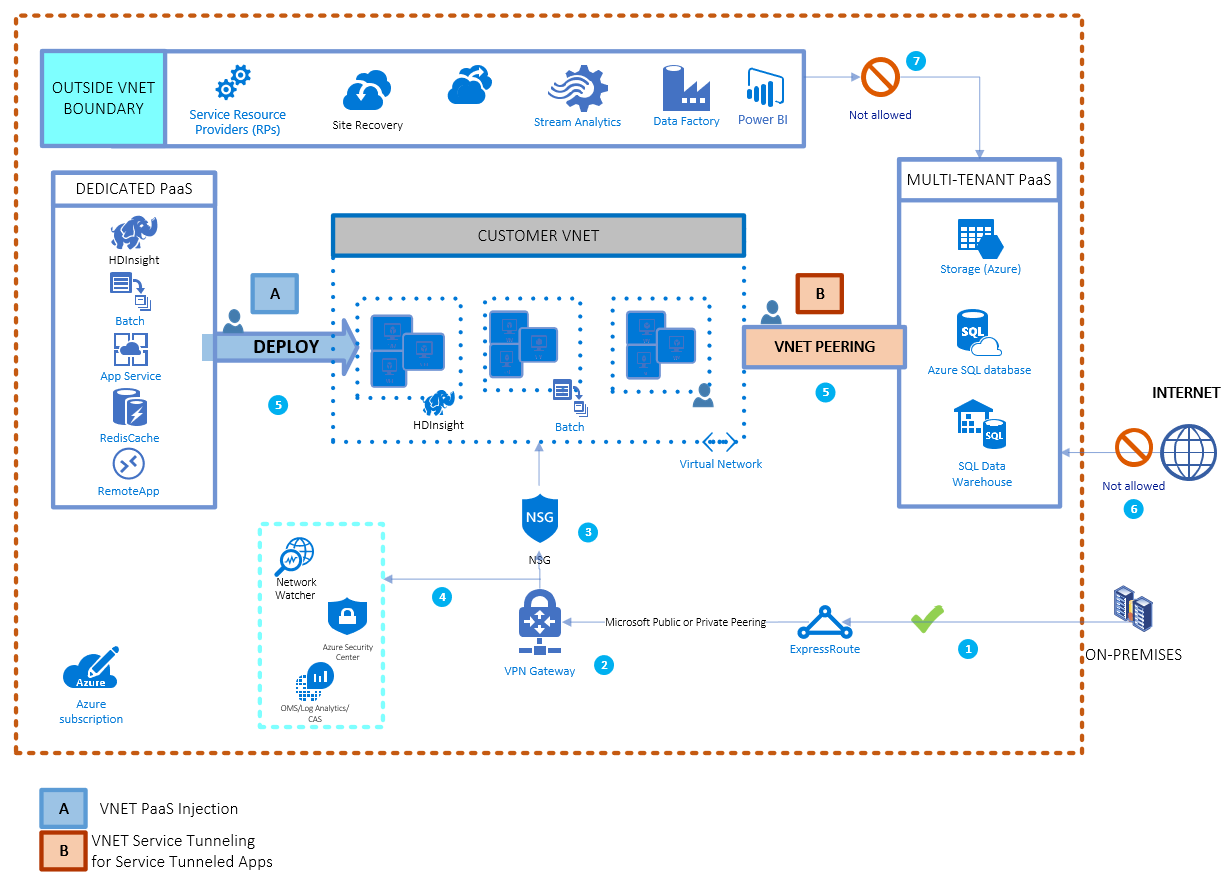 OUTSIDE VNET
BOUNDARY
Service Resource
Providers (RPs)
Site Recovery
Stream Analytics
Data Factory
Power BI
7
Not allowed
DEDICATED PaaS
HDInsight
Batch
App Service
RedisCache
RemoteApp
A
DEPLOY
5
CUSTOMER VNET
HDInsight
Batch
Virtual Network
B
VNET PEERING
5
MULTI-TENANT PaaS
Storage (Azure)
SQL
Azure SQL database
SQL
SQL Data
Warehouse
INTERNET
Not allowed
6
NSG
3
NSG
4
Network
Watcher
Azure Security
Center
OMS/Log Analytics/
CAS
VPN Gateway
2
Microsoft Public or Private Peering
ExpressRoute
1
ON-PREMISES
Azure
Azure
subscription
A
VNET PaaS Injection
B
VNET Service Tunneling
for Service Tunneled Apps